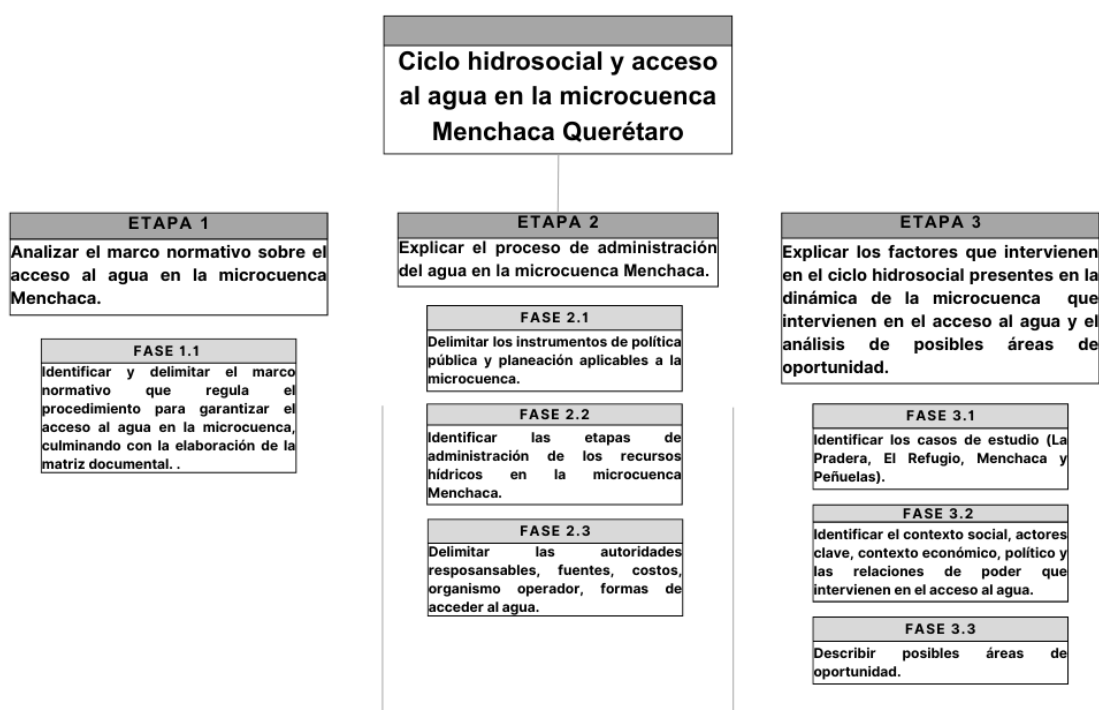 Ciclo hidrosocial y acceso
al agua en la microcuenca
Menchaca Querétaro
ETAPA 1
Analizar el marco normativo sobre el
acceso al agua en la microcuenca
Menchaca.
FASE 1.1
Identificar y delimitar el marco
normativo que regula el
procedimiento para garantizar el
acceso al agua en la microcuenca,
culminando con la elaboración de la
matriz documental. .
ETAPA 2
Explicar el proceso de administración
del agua en la microcuenca Menchaca.
FASE 2.1
Delimitar los instrumentos de política
pública y planeación aplicables a la
microcuenca.
FASE 2.2
Identificar las etapas de
administración de los recursos
hídricos en la microcuenca
Menchaca.
FASE 2.3
Delimitar las autoridades
resposansables, fuentes, costos,
organismo operador, formas de
acceder al agua.
ETAPA 3
Explicar los factores que intervienen
en el ciclo hidrosocial presentes en la
dinámica de la microcuenca que
intervienen en el acceso al agua y el
análisis de posibles áreas de
oportunidad.
FASE 3.1
Identificar los casos de estudio (La
Pradera, El Refugio, Menchaca y
Peñuelas).
FASE 3.2
Identificar el contexto social, actores
clave, contexto económico, político y
las relaciones de poder que
intervienen en el acceso al agua.
FASE 3.3
Describir posibles áreas de
oportunidad.